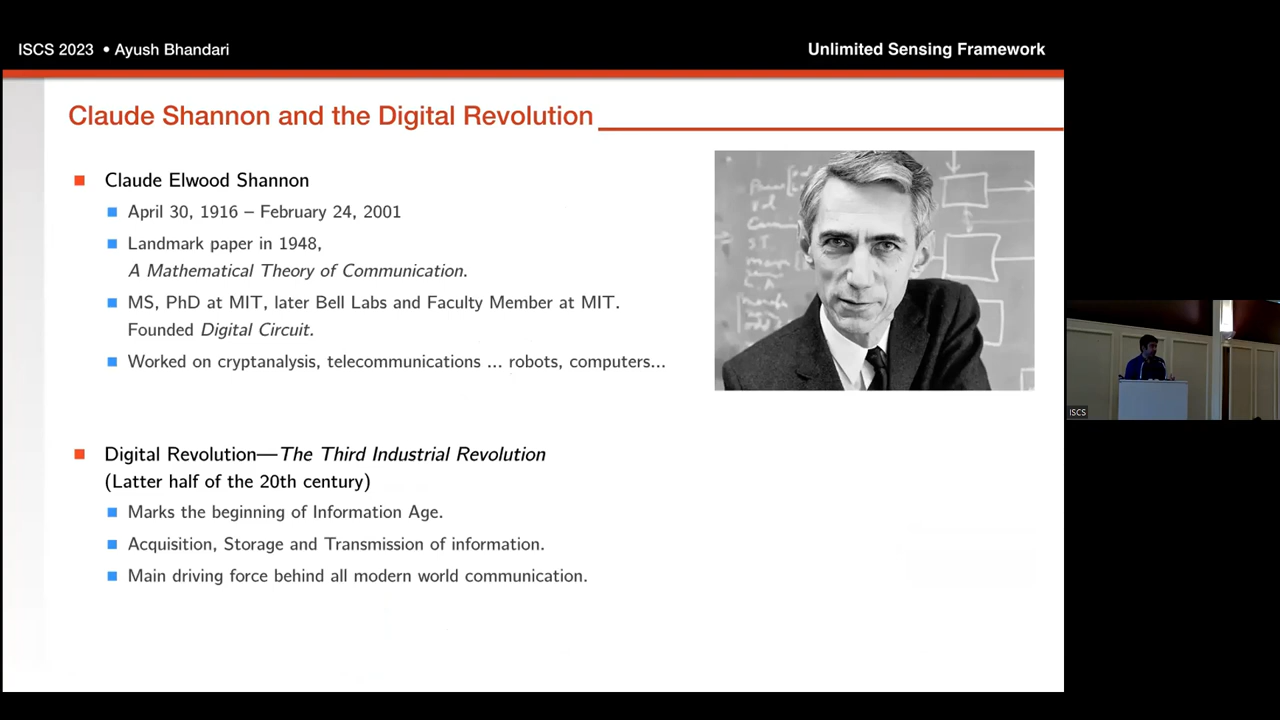 ISCS 2023 • Ayush Bhandari
Unlimited Sensing Framework
Claude Shannon and the Digital Revolution
Claude Elwood Shannon
April 30, 1916 – February 24, 2001
Landmark paper in 1948,
A Mathematical Theory of Communication.
MS, PhD at MIT, later Bell Labs and Faculty Member at MIT.
Founded Digital Circuit.
Worked on cryptanalysis, telecommunications ... robots, computers...
Digital Revolution—The Third Industrial Revolution
(Latter half of the 20th century)
Marks the beginning of Information Age.
Acquisition, Storage and Transmission of information.
Main driving force behind all modern world communication.
ISCS